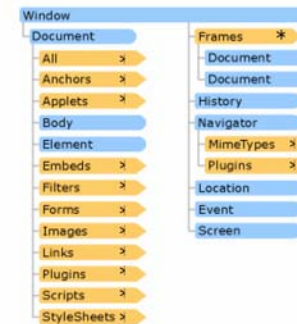 Window
Document
All
Anchors
Applets
Body
Element
Embeds
Filters
Forms
Images
Links
Plugins
Scripts
StyleSheets
Frames *
Document
Document
History
Navigator
MimeTypes
Plugins
Location
Event
Screen